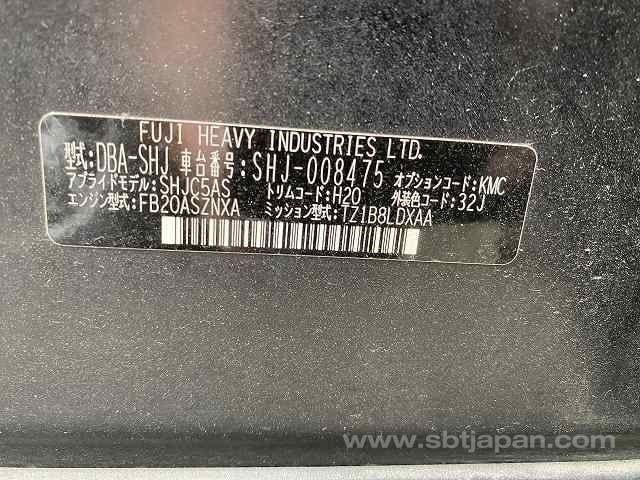 FUJI HEAVY INDUSTRIES LTD.
型式:DBA-SHJ 車台番号:SHJ-008475 オプションコード:KMC
アプライドモデル:SHJC5AS トリムコード:H20 外装色コード:32J
エンジン型式:FB20ASZNXA ミッション型式:TZ1B8LDXAA
www.sbtjapan.com